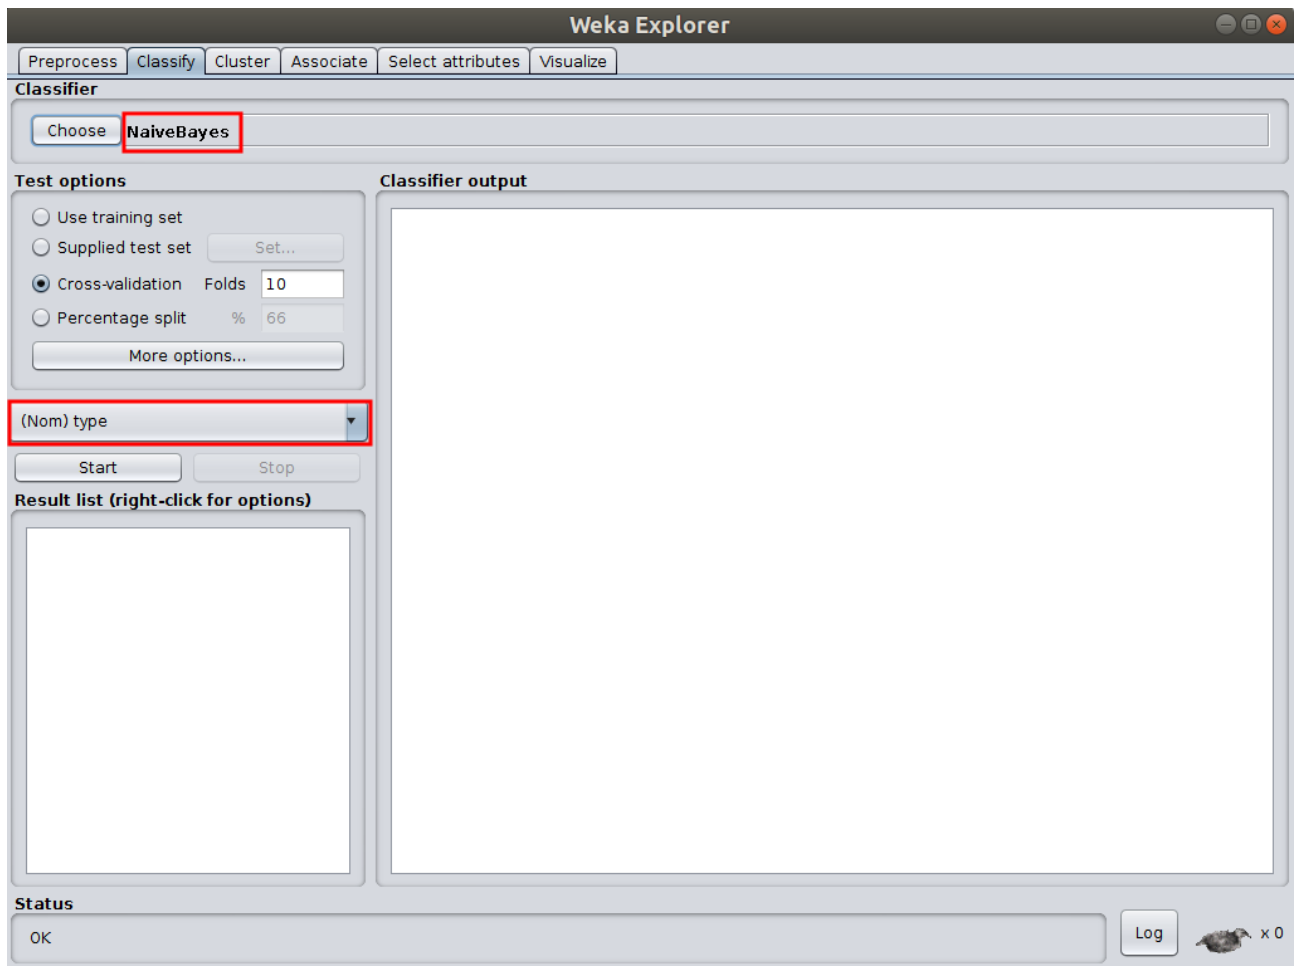 Weka Explorer
Preprocess Classify Cluster Associate Select attributes Visualize
Classifier
Choose NaiveBayes
Test options
Use training set
Supplied test set Set...
Cross-validation Folds 10
Percentage split % 66
More options...
(Nom) type
Start Stop
Result list (right-click for options)
Classifier output
Status
OK
Log x 0